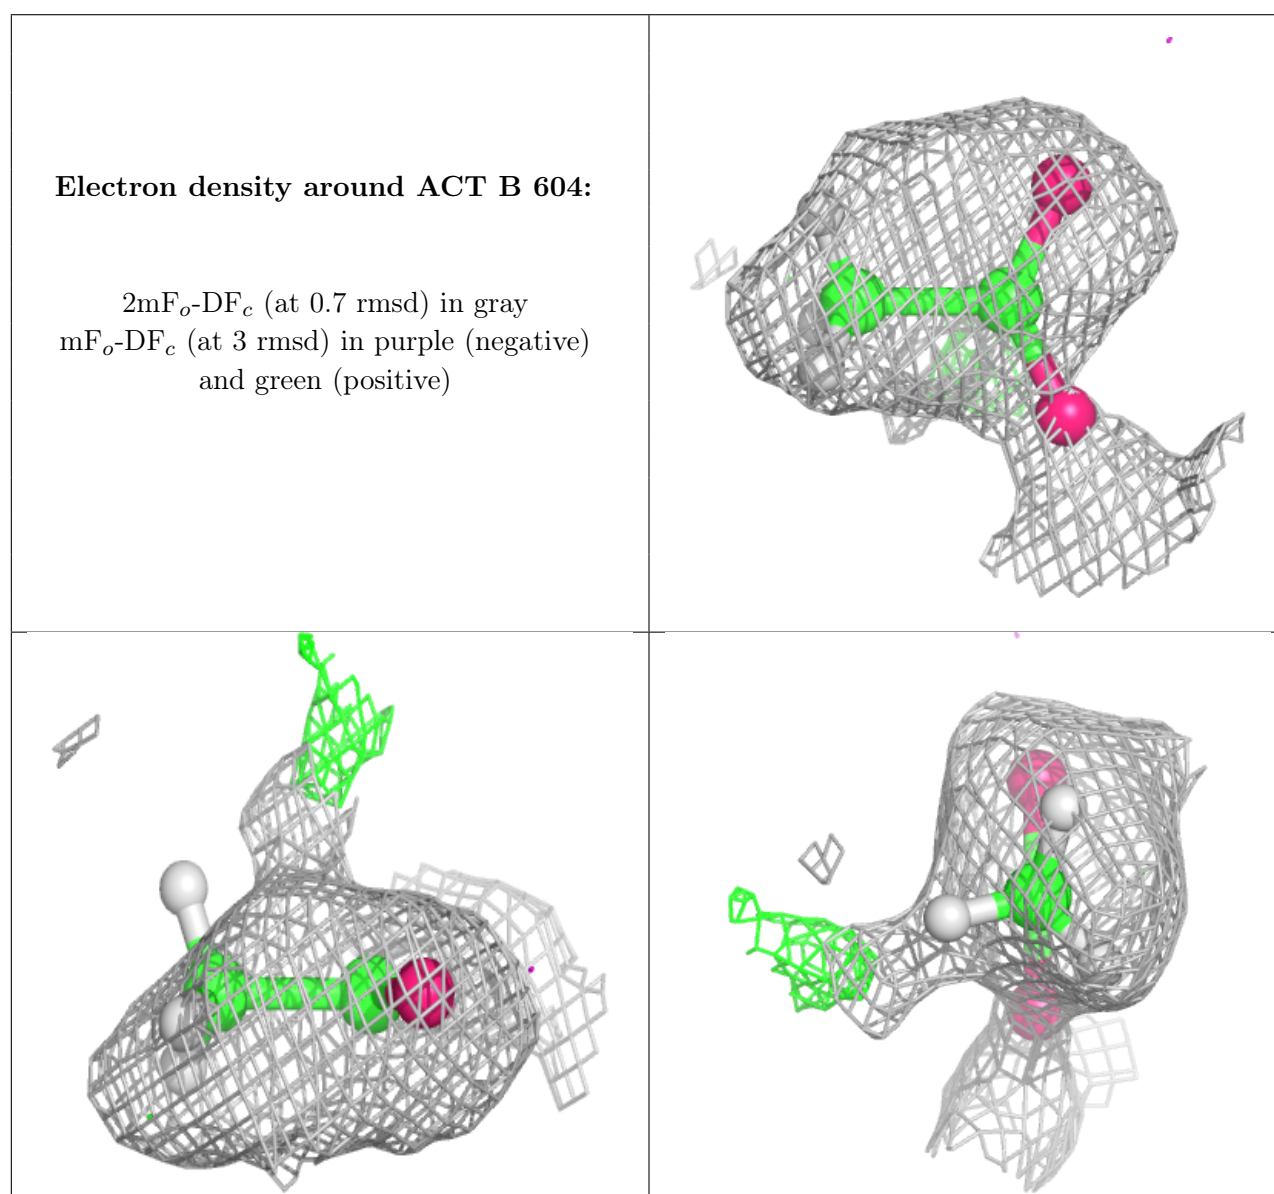 Electron density around ACT B 604:
2mFo-DFc (at 0.7 rmsd) in gray
mFo-DFc (at 3 rmsd) in purple (negative)
and green (positive)